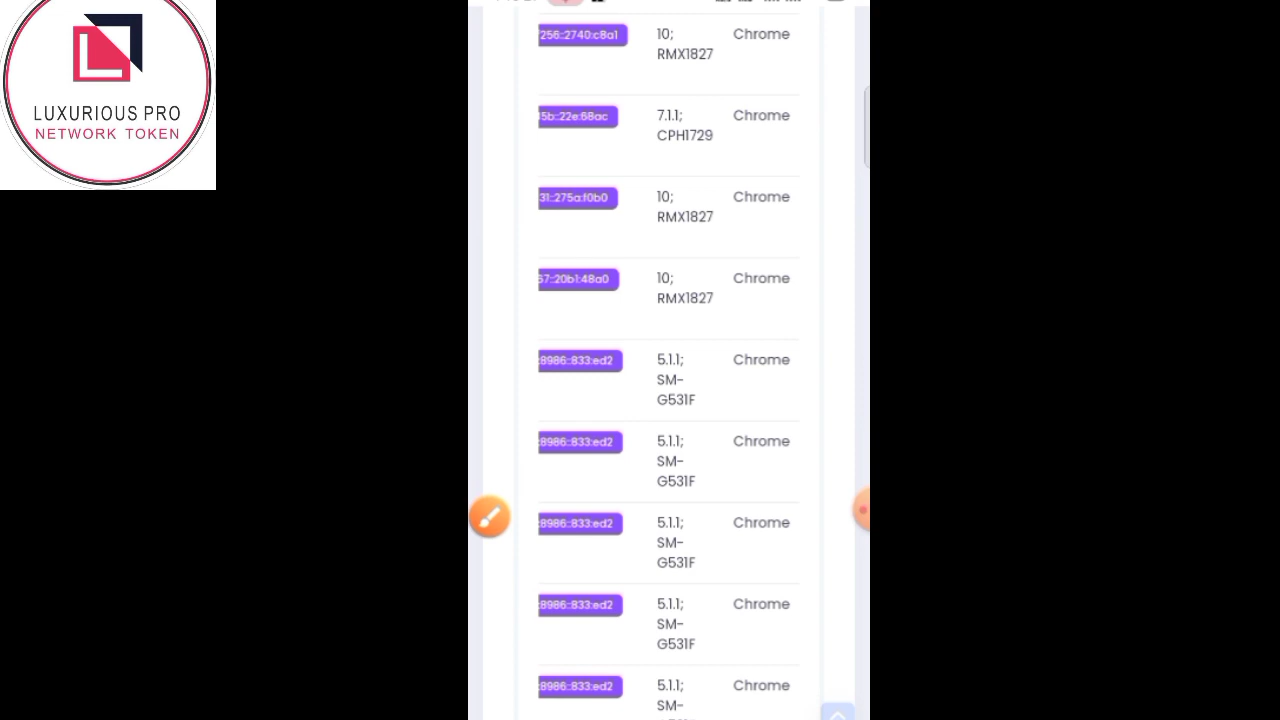 LUXURIOUS PRO
NETWORK TOKEN
256::2740:c8a1 10; Chrome
RMX1827
15b::22e:68ac 7.1.1; Chrome
CPH1729
31::275a:f0b0 10; Chrome
RMX1827
67::20b1:48a0 10; Chrome
RMX1827
:8986::833:ed2 5.1.1; Chrome
SM-
G531F
:8986::833:ed2 5.1.1; Chrome
SM-
G531F
:8986::833:ed2 5.1.1; Chrome
SM-
G531F
:8986::833:ed2 5.1.1; Chrome
SM-
G531F
:8986::833:ed2 5.1.1; Chrome
SM-